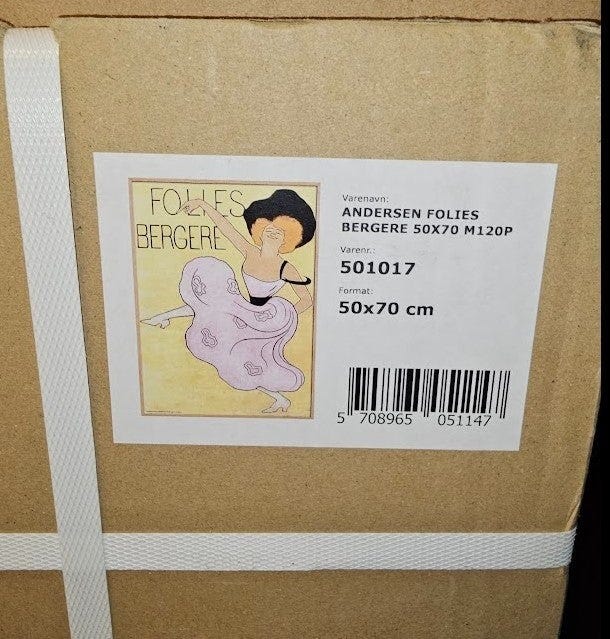 FOLIES
BERGERE
Varenavn:
ANDERSEN FOLIES
BERGERE 50X70 M120P
Varenr.:
501017
Format:
50x70 cm
5 708965 051147